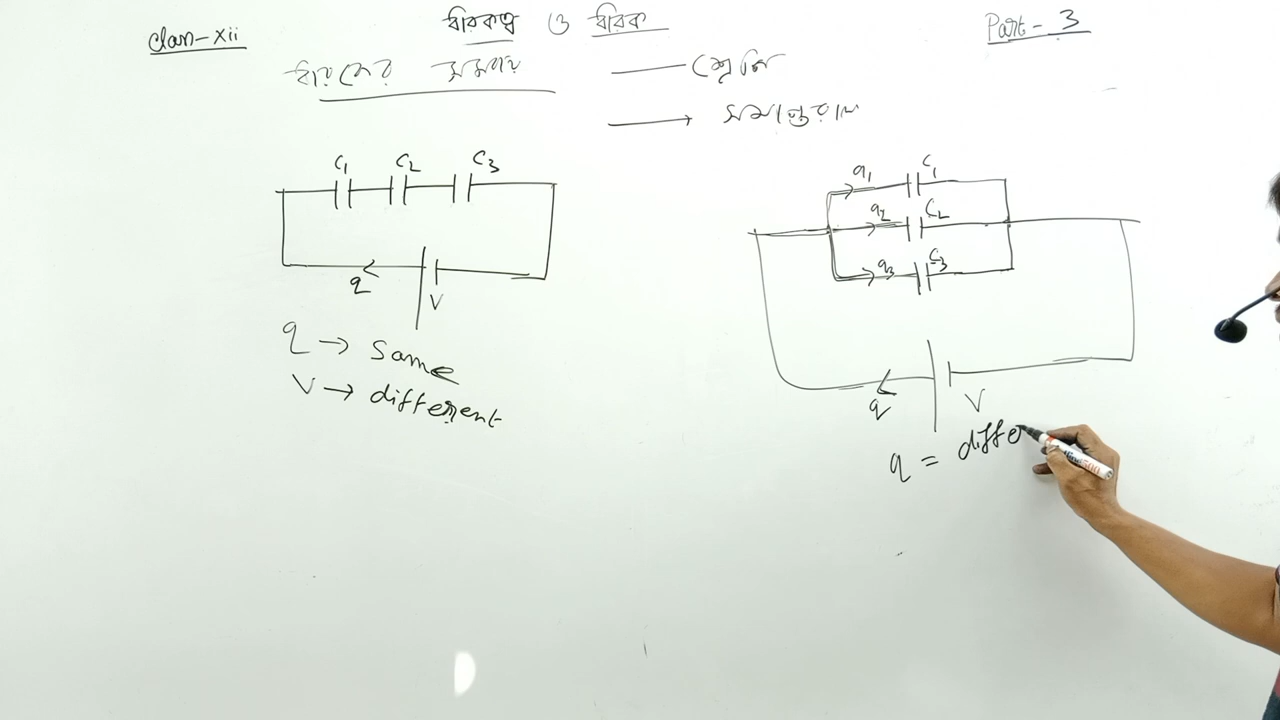 Class-xii
ধারকত্ব ও ধারক
Part-3
ধারকের সমবায় শ্রেণি
সমান্তরাল
C1 C2 C3
q
V
q → Same
V → different
q1 C1
q2 C2
q3 C3
q
V
q = diffe